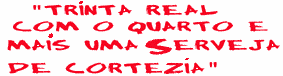 "TRINTA REAL
COM O QUARTO E
MAIS UMA SERVEJA
DE CORTEZIA"